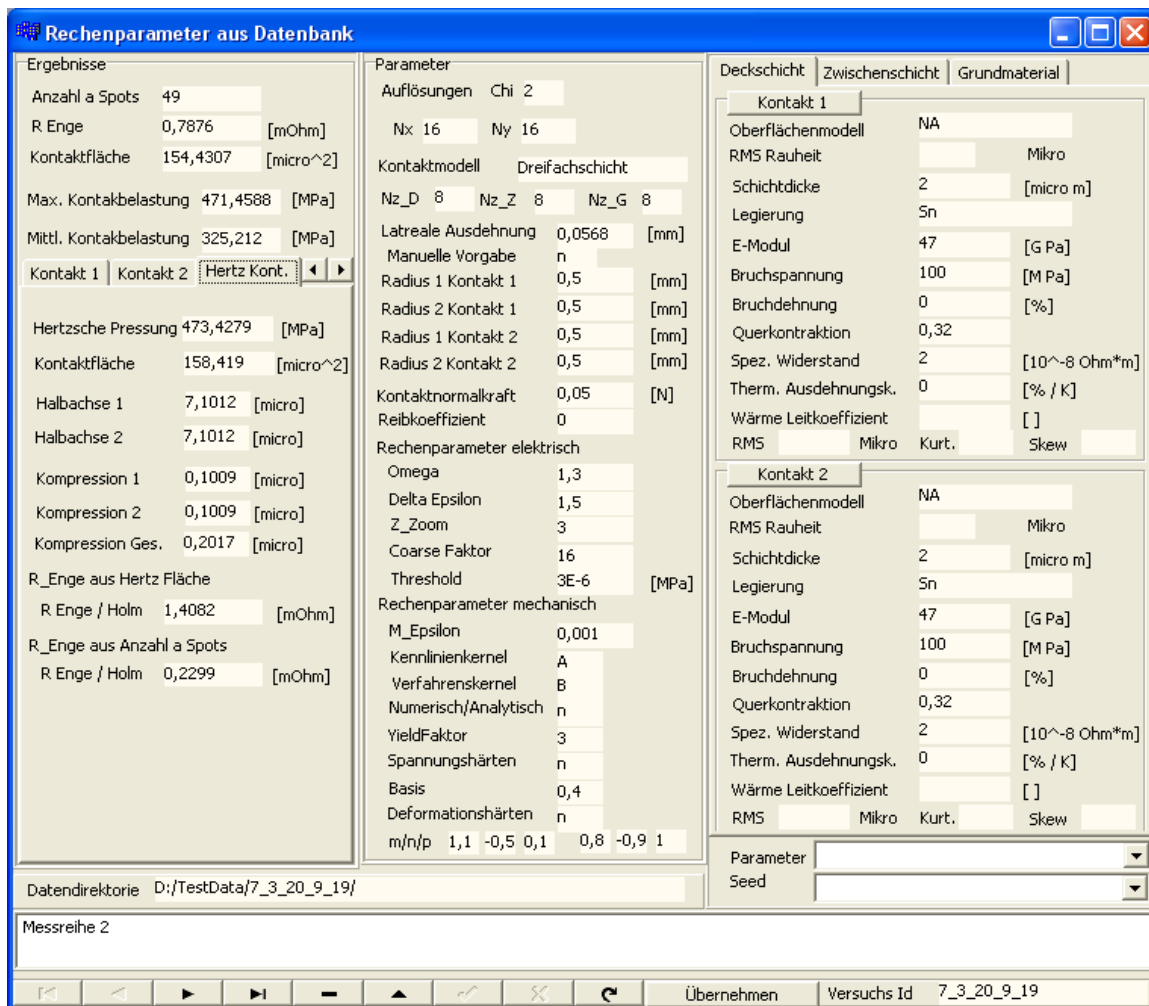 Rechenparameter aus Datenbank
Ergebnisse
Anzahl a Spots 49
R Enge 0,7876 [mOhm]
Kontaktfläche 154,4307 [micro^2]
Max. Kontakbelastung 471,4588 [MPa]
Mittl. Kontakbelastung 325,212 [MPa]
Kontakt 1 Kontakt 2 Hertz Kont.
Hertzsche Pressung 473,4279 [MPa]
Kontaktfläche 158,419 [micro^2]
Halbachse 1 7,1012 [micro]
Halbachse 2 7,1012 [micro]
Kompression 1 0,1009 [micro]
Kompression 2 0,1009 [micro]
Kompression Ges. 0,2017 [micro]
R_Enge aus Hertz Fläche
R Enge / Holm 1,4082 [mOhm]
R_Enge aus Anzahl a Spots
R Enge / Holm 0,2299 [mOhm]
Parameter
Auflösungen Chi 2
Nx 16 Ny 16
Kontaktmodell Dreifachschicht
Nz_D 8 Nz_Z 8 Nz_G 8
Latreale Ausdehnung 0,0568 [mm]
Manuelle Vorgabe n
Radius 1 Kontakt 1 0,5 [mm]
Radius 2 Kontakt 1 0,5 [mm]
Radius 1 Kontakt 2 0,5 [mm]
Radius 2 Kontakt 2 0,5 [mm]
Kontaktnormalkraft 0,05 [N]
Reibkoeffizient 0
Rechenparameter elektrisch
Omega 1,3
Delta Epsilon 1,5
Z_Zoom 3
Coarse Faktor 16
Threshold 3E-6 [MPa]
Rechenparameter mechanisch
M_Epsilon 0,001
Kennlinienkernel A
Verfahrenskernel B
Numerisch/Analytisch n
YieldFaktor 3
Spannungshärten n
Basis 0,4
Deformationshärten n
m/n/p 1,1 -0,5 0,1 0,8 -0,9 1
Deckschicht Zwischenschicht Grundmaterial
Kontakt 1
Oberflächenmodell NA
RMS Rauheit Mikro
Schichtdicke 2 [micro m]
Legierung Sn
E-Modul 47 [G Pa]
Bruchspannung 100 [M Pa]
Bruchdehnung 0 [%]
Querkontraktion 0,32
Spez. Widerstand 2 [10^-8 Ohm*m]
Therm. Ausdehnungsk. 0 [% / K]
Wärme Leitkoeffizient [ ]
RMS Mikro Kurt. Skew
Kontakt 2
Oberflächenmodell NA
RMS Rauheit Mikro
Schichtdicke 2 [micro m]
Legierung Sn
E-Modul 47 [G Pa]
Bruchspannung 100 [M Pa]
Bruchdehnung 0 [%]
Querkontraktion 0,32
Spez. Widerstand 2 [10^-8 Ohm*m]
Therm. Ausdehnungsk. 0 [% / K]
Wärme Leitkoeffizient [ ]
RMS Mikro Kurt. Skew
Parameter
Seed
Datendirektorie D:/TestData/7_3_20_9_19/
Messreihe 2
Übernehmen Versuchs Id 7_3_20_9_19